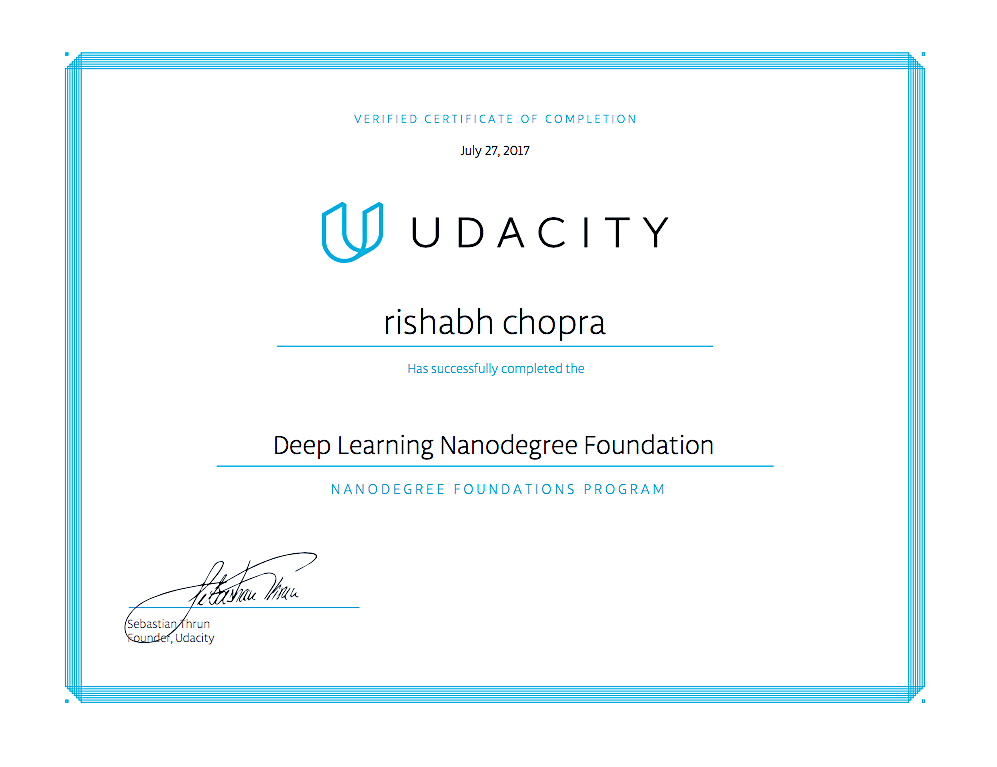 VERIFIED CERTIFICATE OF COMPLETION
July 27, 2017
UDACITY
rishabh chopra
Has successfully completed the
Deep Learning Nanodegree Foundation
NANODEGREE FOUNDATIONS PROGRAM
Sebastian Thrun
Sebastian Thrun
Founder, Udacity